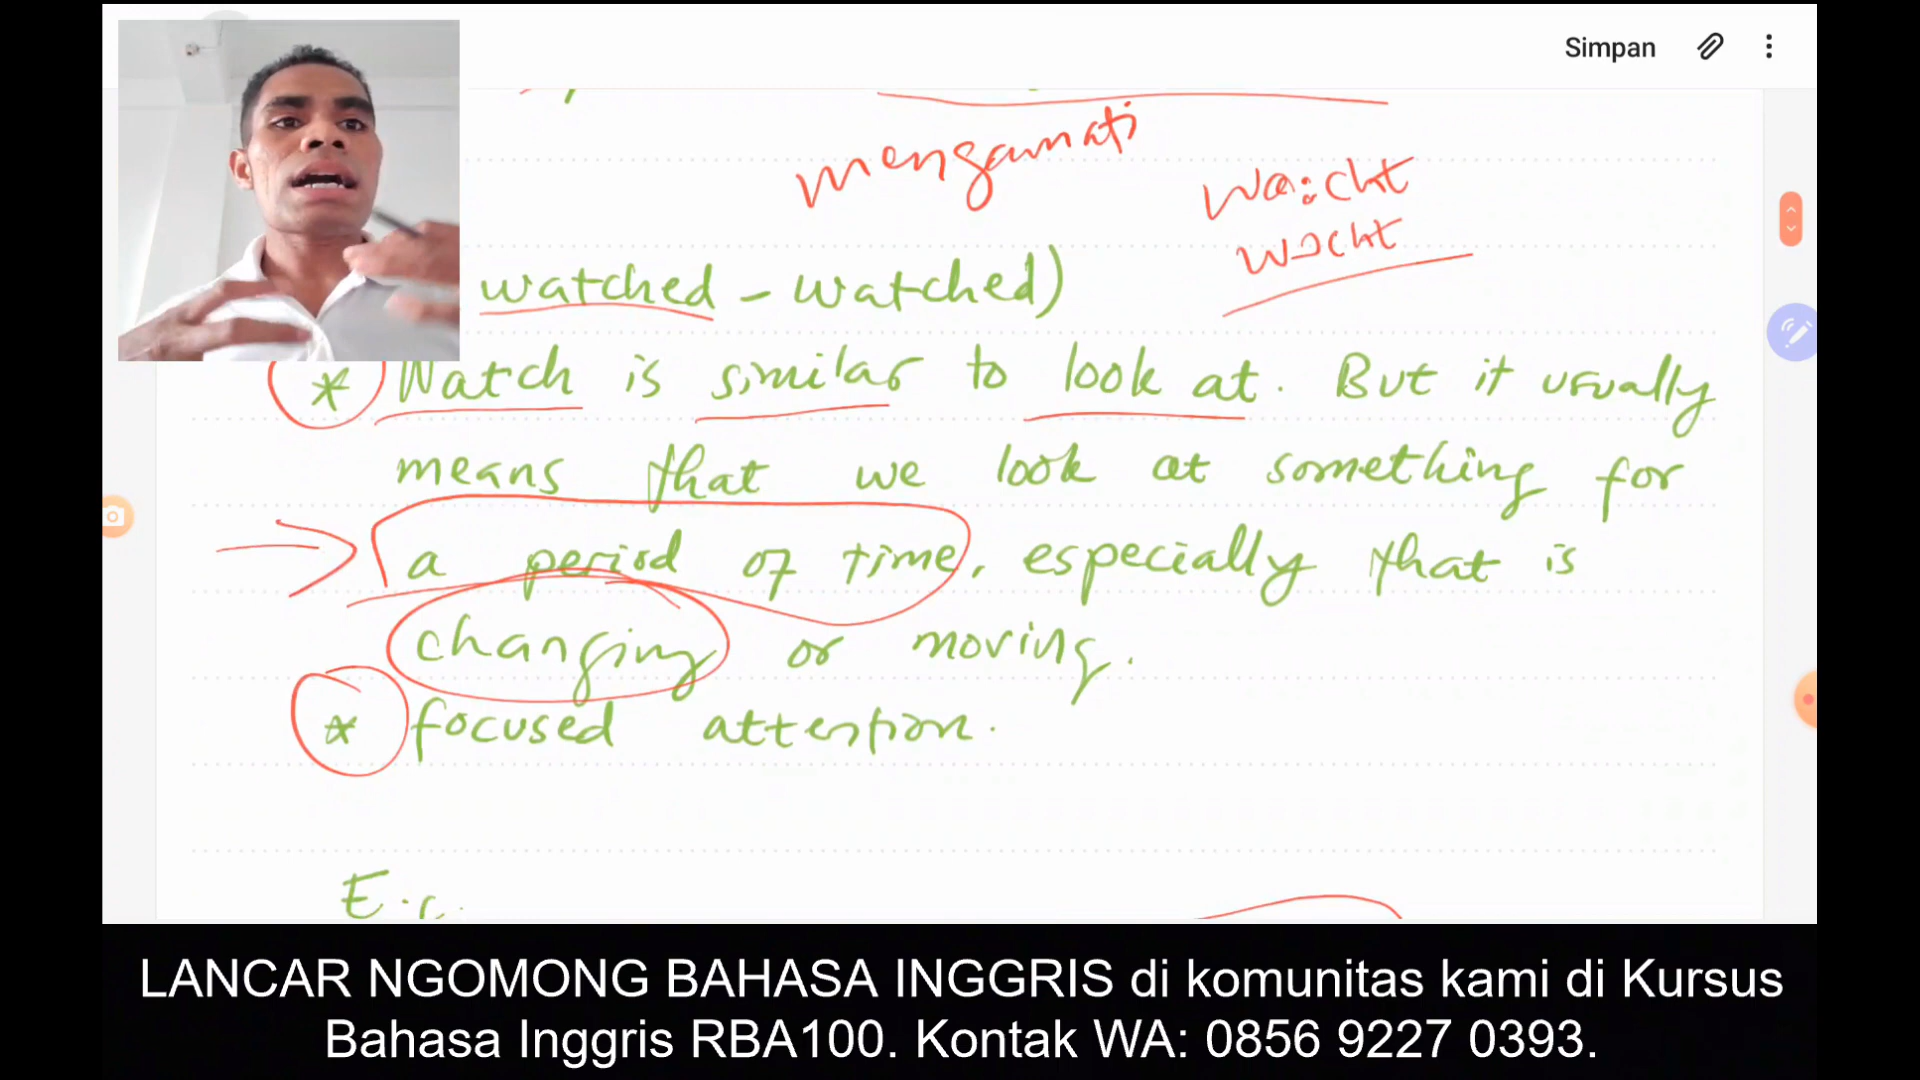 Simpan
mengamati
wa:cht
wɔcht
watched - watched)
* Watch is similar to look at. But it usually
means that we look at something for
a period of time, especially that is
changing or moving.
* focused attention.
E.g.
LANCAR NGOMONG BAHASA INGGRIS di komunitas kami di Kursus
Bahasa Inggris RBA100. Kontak WA: 0856 9227 0393.